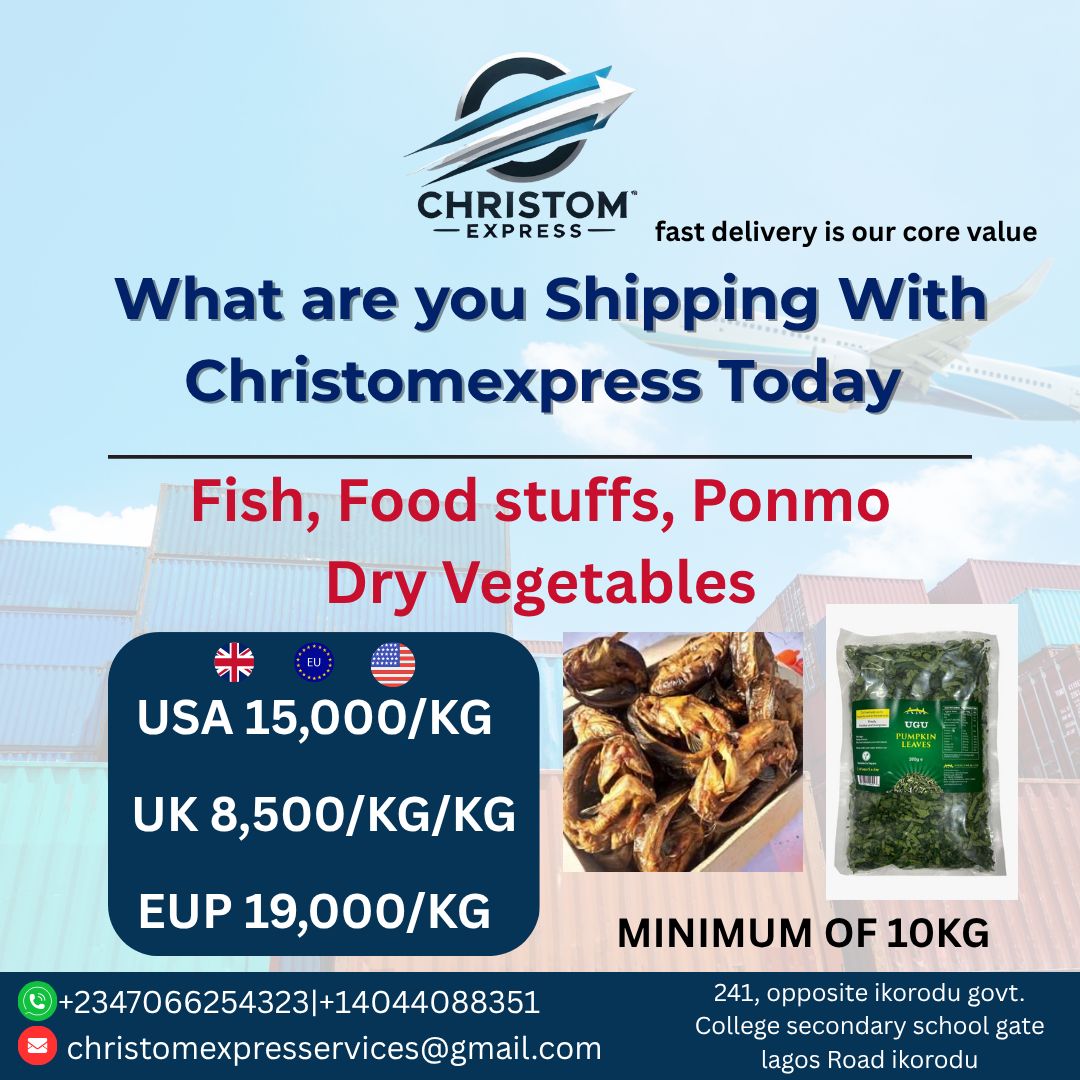 CHRISTOM
EXPRESS
fast delivery is our core value
What are you Shipping With
Christomexpress Today
Fish, Food stuffs, Ponmo
Dry Vegetables
EU
USA 15,000/KG
UK 8,500/KG/KG
EUP 19,000/KG
UGU
PUMPKIN
LEAVES
MINIMUM OF 10KG
+2347066254323|+14044088351
christomexpresservices@gmail.com
241, opposite ikorodu govt.
College secondary school gate
lagos Road ikorodu